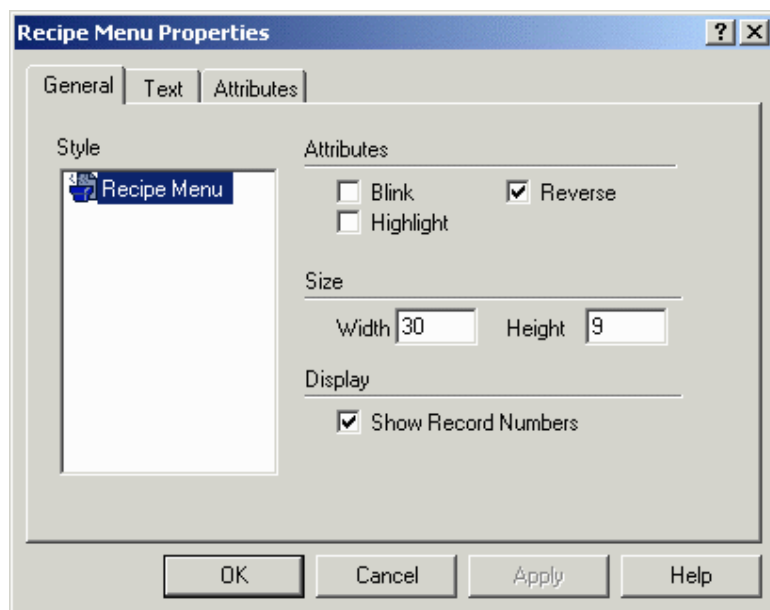 Recipe Menu Properties
General Text Attributes
Style
Recipe Menu
Attributes
Blink Reverse
Highlight
Size
Width 30 Height 9
Display
Show Record Numbers
OK Cancel Apply Help